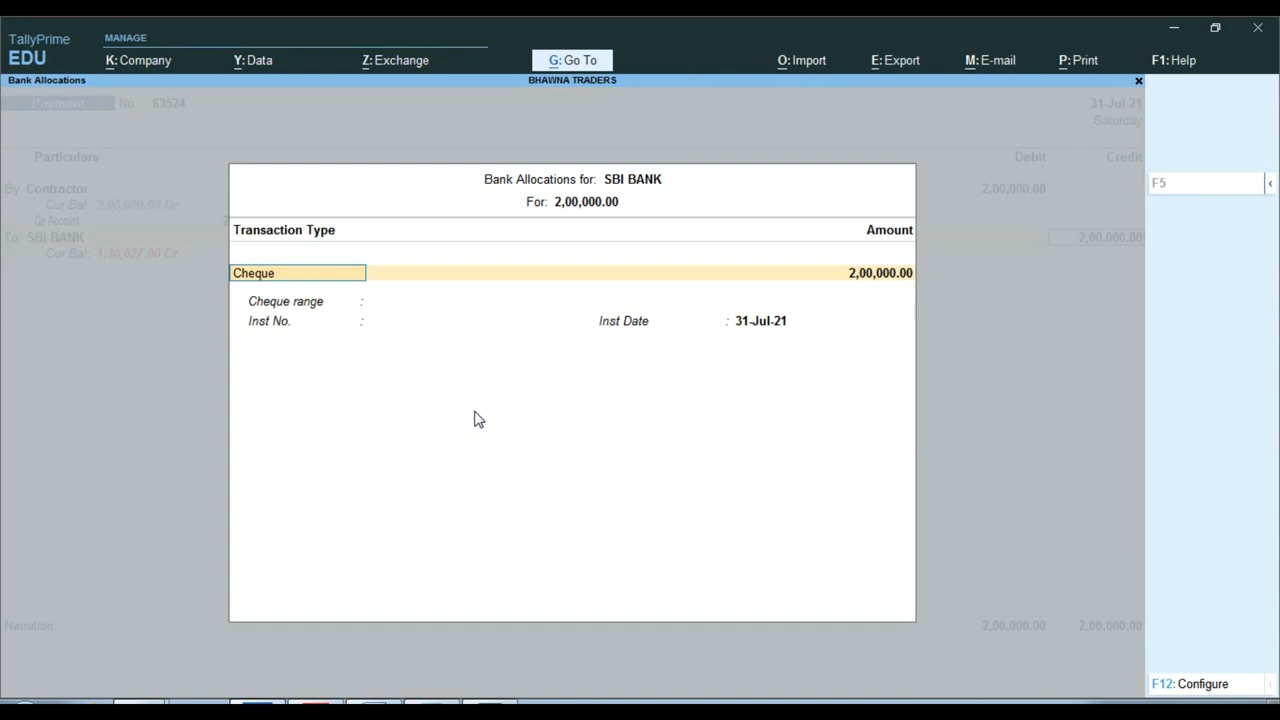 TallyPrime
EDU
MANAGE
K: Company Y: Data Z: Exchange G: Go To O: Import E: Export M: E-mail P: Print F1: Help
Bank Allocations BHAWNA TRADERS
Payment No. 63524 31-Jul-21
Saturday
Particulars Debit Credit
By Contractor 2,00,000.00
Cur Bal: 2,00,000.00 Dr
On Account
To SBI BANK 2,00,000.00
Cur Bal: 1,30,627.00 Cr
Bank Allocations for: SBI BANK
For: 2,00,000.00
Transaction Type Amount
Cheque 2,00,000.00
Cheque range :
Inst No. : Inst Date : 31-Jul-21
Narration: 2,00,000.00 2,00,000.00
F5
F12: Configure